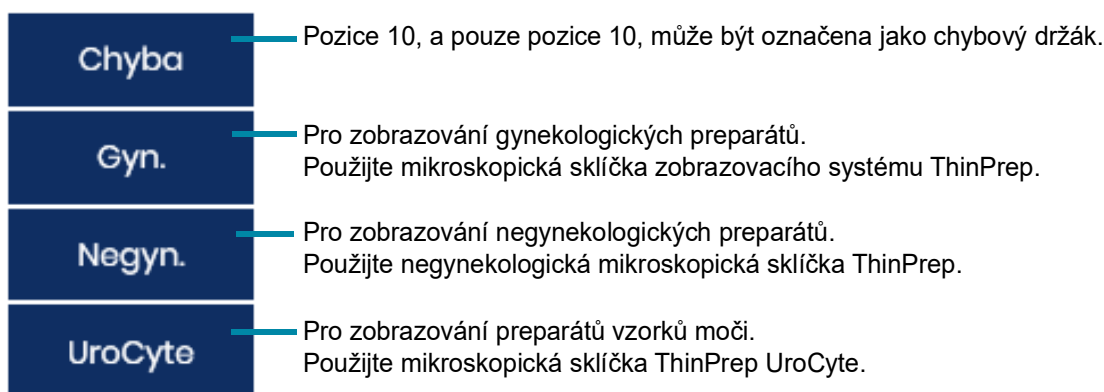 Chyba
Pozice 10, a pouze pozice 10, může být označena jako chybový držák.
Gyn.
Pro zobrazování gynekologických preparátů.
Použijte mikroskopická sklíčka zobrazovacího systému ThinPrep.
Negyn.
Pro zobrazování negynekologických preparátů.
Použijte negynekologická mikroskopická sklíčka ThinPrep.
UroCyte
Pro zobrazování preparátů vzorků moči.
Použijte mikroskopická sklíčka ThinPrep UroCyte.